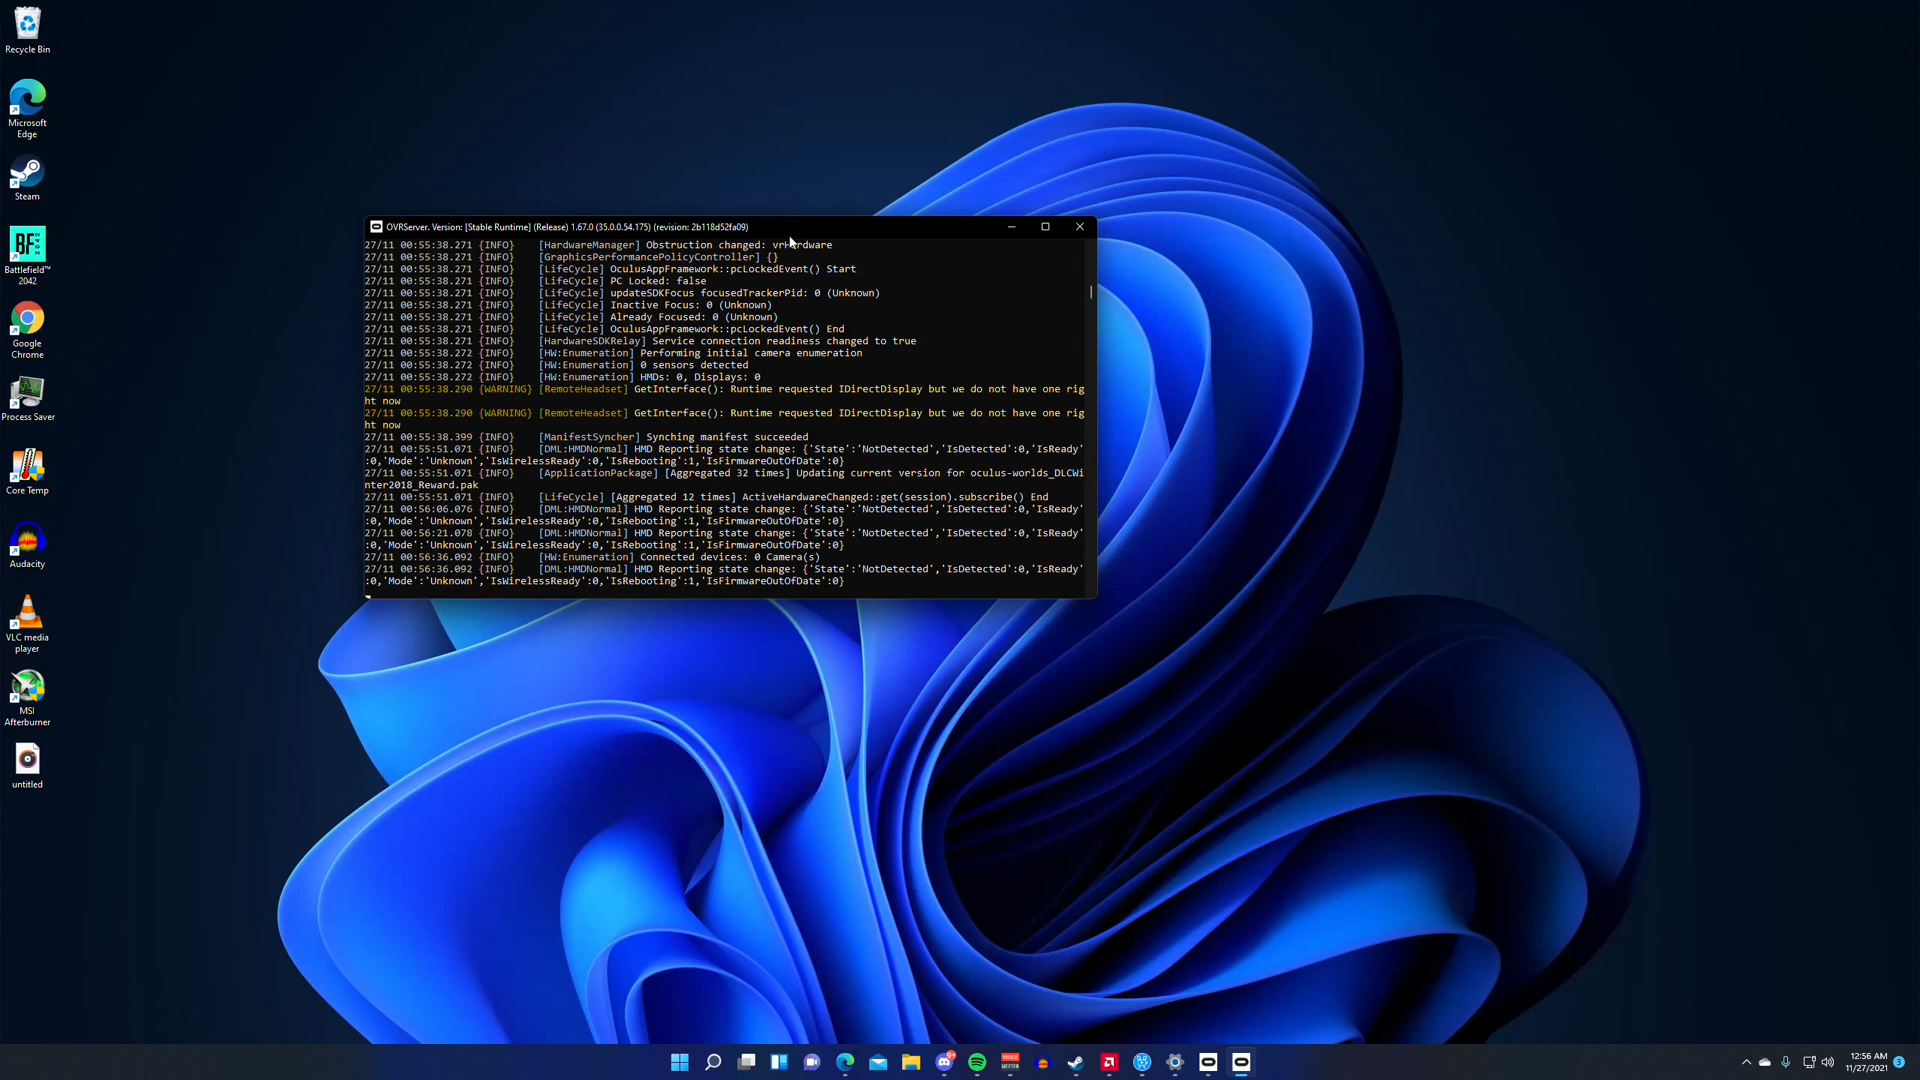 Recycle Bin
Microsoft
Edge
Steam
Battlefield™
2042
Google
Chrome
Process Saver
Core Temp
Audacity
VLC media
player
MSI
Afterburner
untitled
OVRServer. Version: [Stable Runtime] (Release) 1.67.0 (35.0.0.54.175) (revision: 2b118d52fa09)
27/11 00:55:38.271 {INFO} [HardwareManager] Obstruction changed: vrHardware
27/11 00:55:38.271 {INFO} [GraphicsPerformancePolicyController] {}
27/11 00:55:38.271 {INFO} [LifeCycle] OculusAppFramework::pcLockedEvent() Start
27/11 00:55:38.271 {INFO} [LifeCycle] PC Locked: false
27/11 00:55:38.271 {INFO} [LifeCycle] updateSDKFocus focusedTrackerPid: 0 (Unknown)
27/11 00:55:38.271 {INFO} [LifeCycle] Inactive Focus: 0 (Unknown)
27/11 00:55:38.271 {INFO} [LifeCycle] Already Focused: 0 (Unknown)
27/11 00:55:38.271 {INFO} [LifeCycle] OculusAppFramework::pcLockedEvent() End
27/11 00:55:38.271 {INFO} [HardwareSDKRelay] Service connection readiness changed to true
27/11 00:55:38.272 {INFO} [HW:Enumeration] Performing initial camera enumeration
27/11 00:55:38.272 {INFO} [HW:Enumeration] 0 sensors detected
27/11 00:55:38.272 {INFO} [HW:Enumeration] HMDs: 0, Displays: 0
27/11 00:55:38.290 {WARNING} [RemoteHeadset] GetInterface(): Runtime requested IDirectDisplay but we do not have one rig
ht now
27/11 00:55:38.290 {WARNING} [RemoteHeadset] GetInterface(): Runtime requested IDirectDisplay but we do not have one rig
ht now
27/11 00:55:38.399 {INFO} [ManifestSyncher] Synching manifest succeeded
27/11 00:55:51.071 {INFO} [DML:HMDNormal] HMD Reporting state change: {'State':'NotDetected','IsDetected':0,'IsReady'
:0,'Mode':'Unknown','IsWirelessReady':0,'IsRebooting':1,'IsFirmwareOutOfDate':0}
27/11 00:55:51.071 {INFO} [ApplicationPackage] [Aggregated 32 times] Updating current version for oculus-worlds_DLCWi
nter2018_Reward.pak
27/11 00:55:51.071 {INFO} [LifeCycle] [Aggregated 12 times] ActiveHardwareChanged::get(session).subscribe() End
27/11 00:56:06.076 {INFO} [DML:HMDNormal] HMD Reporting state change: {'State':'NotDetected','IsDetected':0,'IsReady'
:0,'Mode':'Unknown','IsWirelessReady':0,'IsRebooting':1,'IsFirmwareOutOfDate':0}
27/11 00:56:21.078 {INFO} [DML:HMDNormal] HMD Reporting state change: {'State':'NotDetected','IsDetected':0,'IsReady'
:0,'Mode':'Unknown','IsWirelessReady':0,'IsRebooting':1,'IsFirmwareOutOfDate':0}
27/11 00:56:36.092 {INFO} [HW:Enumeration] Connected devices: 0 Camera(s)
27/11 00:56:36.092 {INFO} [DML:HMDNormal] HMD Reporting state change: {'State':'NotDetected','IsDetected':0,'IsReady'
:0,'Mode':'Unknown','IsWirelessReady':0,'IsRebooting':1,'IsFirmwareOutOfDate':0}
12:56 AM
11/27/2021
3